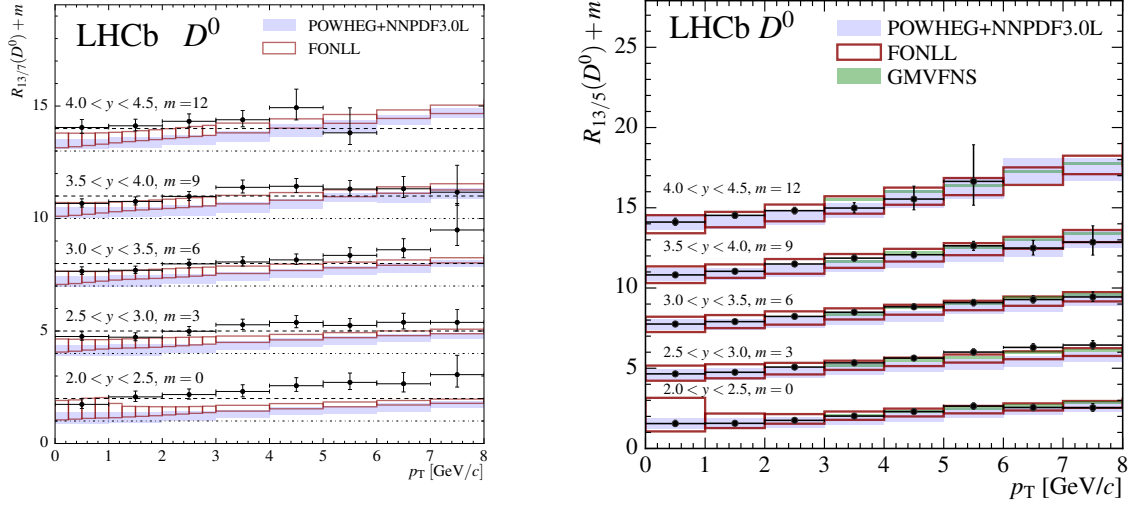 LHCb D⁰
POWHEG+NNPDF3.0L
FONLL
R₁₃/₇(D⁰) + m
15
10
5
0
4.0 < y < 4.5, m = 12
3.5 < y < 4.0, m = 9
3.0 < y < 3.5, m = 6
2.5 < y < 3.0, m = 3
2.0 < y < 2.5, m = 0
0 1 2 3 4 5 6 7 8
p_T [GeV/c]
LHCb D⁰
POWHEG+NNPDF3.0L
FONLL
GMVFNS
R₁₃/₅(D⁰) + m
25
20
15
10
5
0
4.0 < y < 4.5, m = 12
3.5 < y < 4.0, m = 9
3.0 < y < 3.5, m = 6
2.5 < y < 3.0, m = 3
2.0 < y < 2.5, m = 0
0 1 2 3 4 5 6 7 8
p_T [GeV/c]